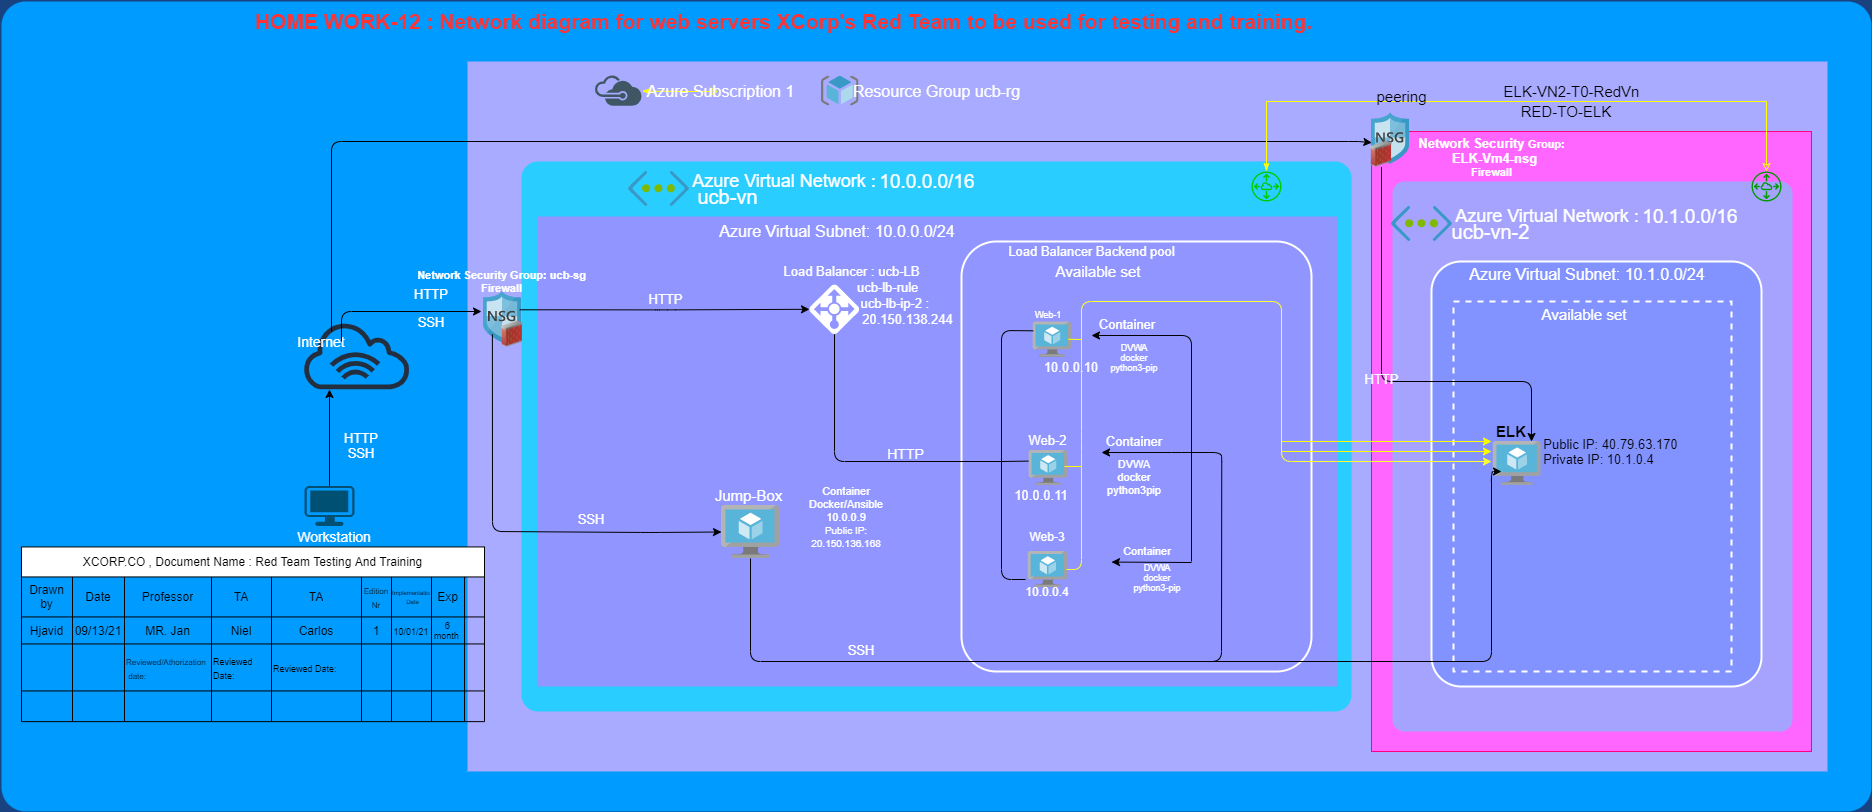 HOME WORK-12 : Network diagram for web servers XCorp's Red Team to be used for testing and training.
Azure Subscription 1
Resource Group ucb-rg
peering
ELK-VN2-T0-RedVn
RED-TO-ELK
NSG
Network Security Group:
ELK-Vm4-nsg
Firewall
Azure Virtual Network : 10.0.0.0/16
ucb-vn
Azure Virtual Network : 10.1.0.0/16
ucb-vn-2
Azure Virtual Subnet: 10.0.0.0/24
Load Balancer Backend pool
Available set
Azure Virtual Subnet: 10.1.0.0/24
Available set
Network Security Group: ucb-sg
Firewall
HTTP
SSH
NSG
HTTP
Load Balancer : ucb-LB
ucb-lb-rule
ucb-lb-ip-2 :
20.150.138.244
Internet
Web-1
10.0.0.10
Container
DVWA
docker
python3-pip
HTTP
HTTP
SSH
HTTP
Web-2
10.0.0.11
Container
DVWA
docker
python3pip
ELK
Public IP: 40.79.63.170
Private IP: 10.1.0.4
Workstation
SSH
Jump-Box
Container
Docker/Ansible
10.0.0.9
Public IP:
20.150.136.168
Web-3
10.0.0.4
Container
DVWA
docker
python3-pip
SSH
XCORP.CO , Document Name : Red Team Testing And Training
Drawn by Date Professor TA TA Edition Nr Implementatio Date Exp
Hjavid 09/13/21 MR. Jan Niel Carlos 1 10/01/21 6 month
Reviewed/Athorization date: Reviewed Date: Reviewed Date: